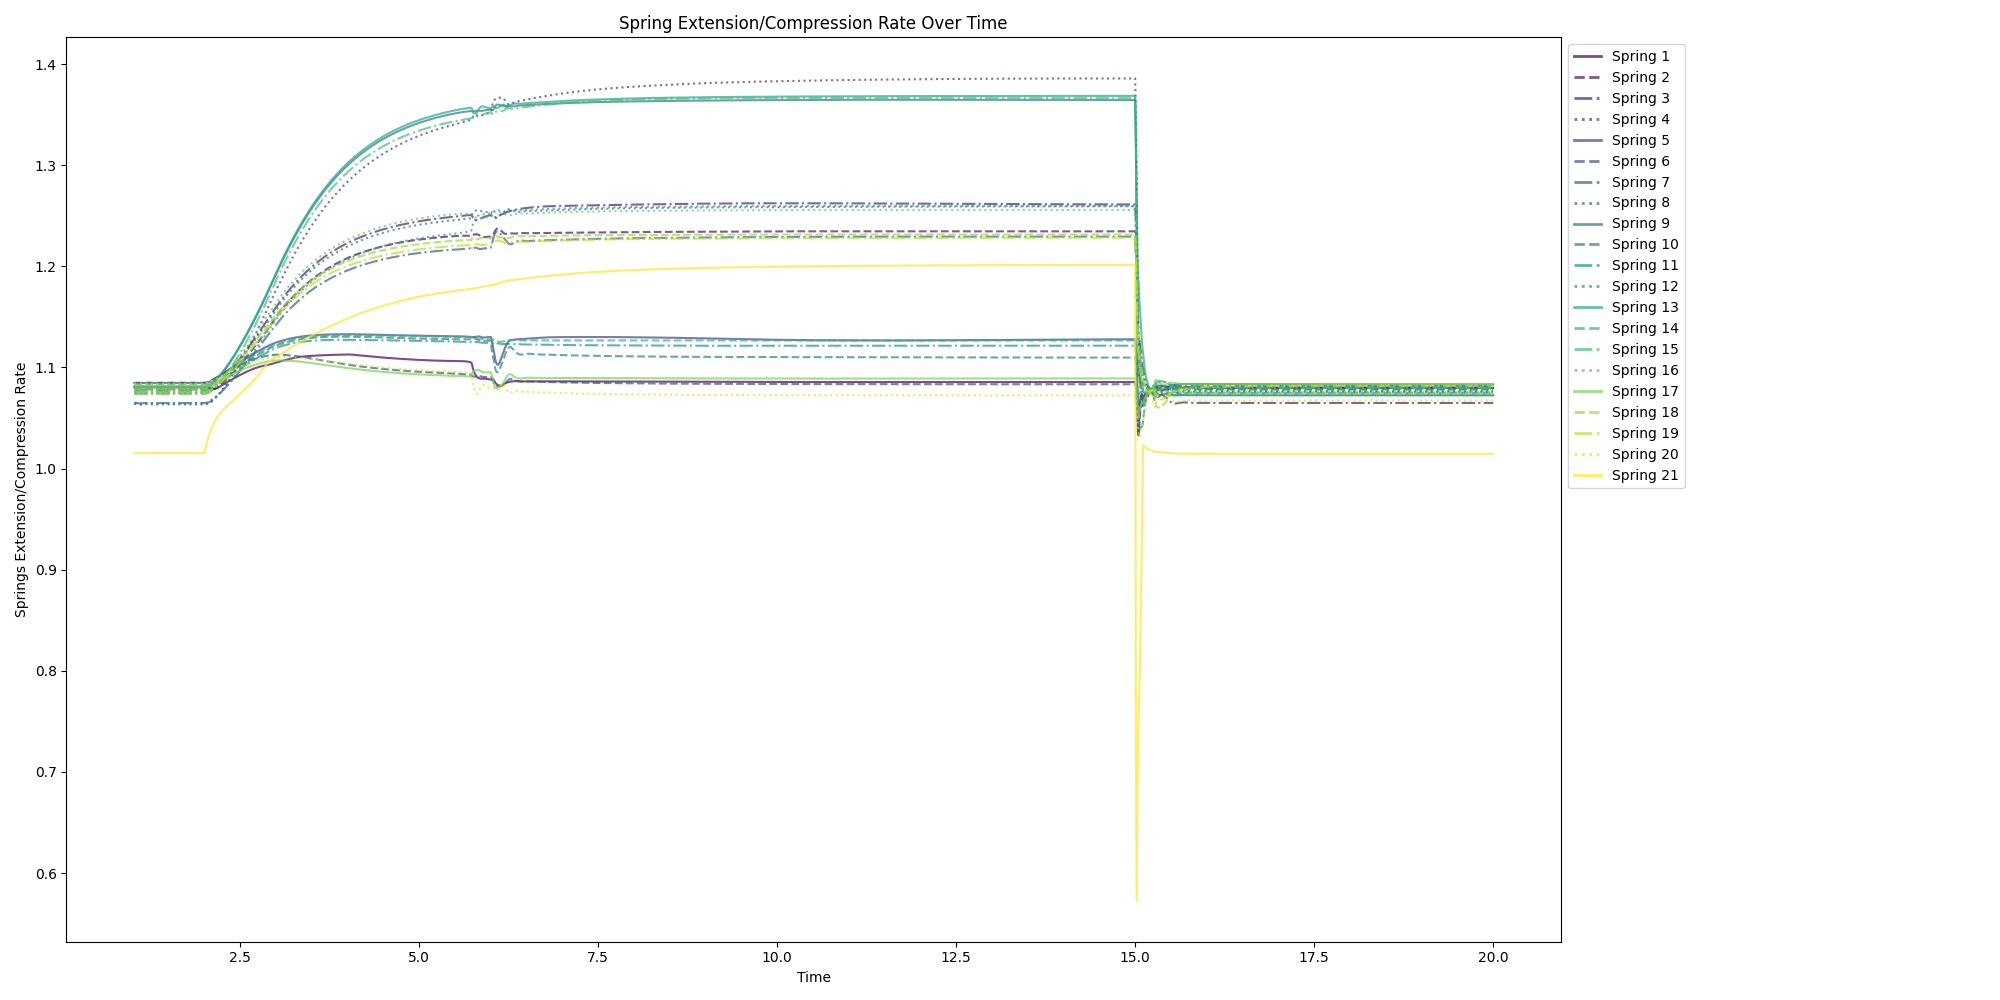 Spring Extension/Compression Rate Over Time
Springs Extension/Compression Rate
1.4
1.3
1.2
1.1
1.0
0.9
0.8
0.7
0.6
2.5 5.0 7.5 10.0 12.5 15.0 17.5 20.0
Time
Spring 1
Spring 2
Spring 3
Spring 4
Spring 5
Spring 6
Spring 7
Spring 8
Spring 9
Spring 10
Spring 11
Spring 12
Spring 13
Spring 14
Spring 15
Spring 16
Spring 17
Spring 18
Spring 19
Spring 20
Spring 21